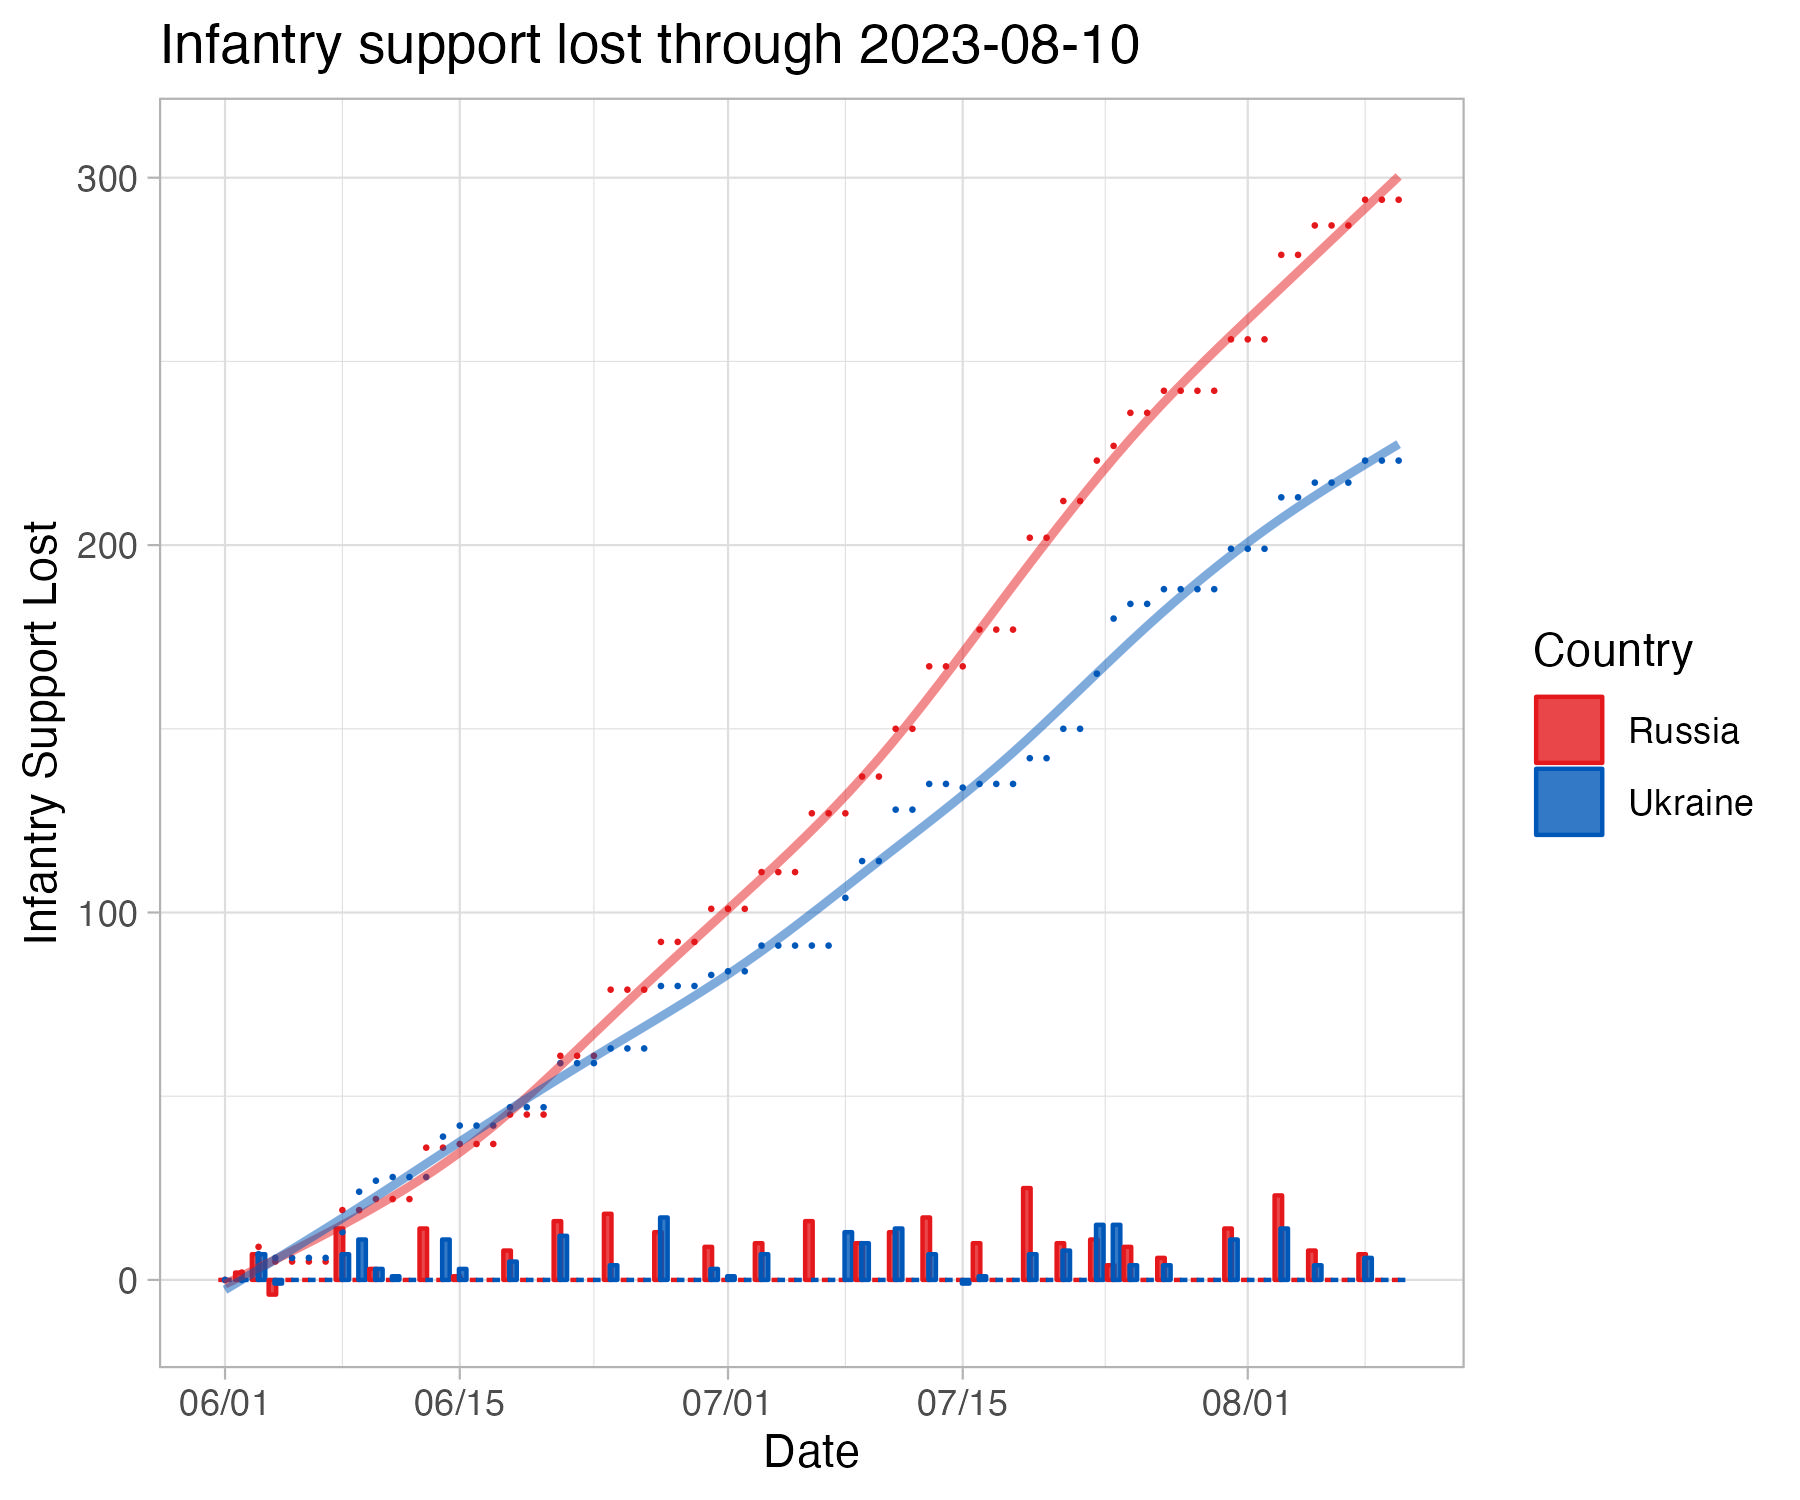 Infantry support lost through 2023-08-10
Infantry Support Lost
300
200
100
0
06/01
06/15
07/01
07/15
08/01
Date
Country
Russia
Ukraine